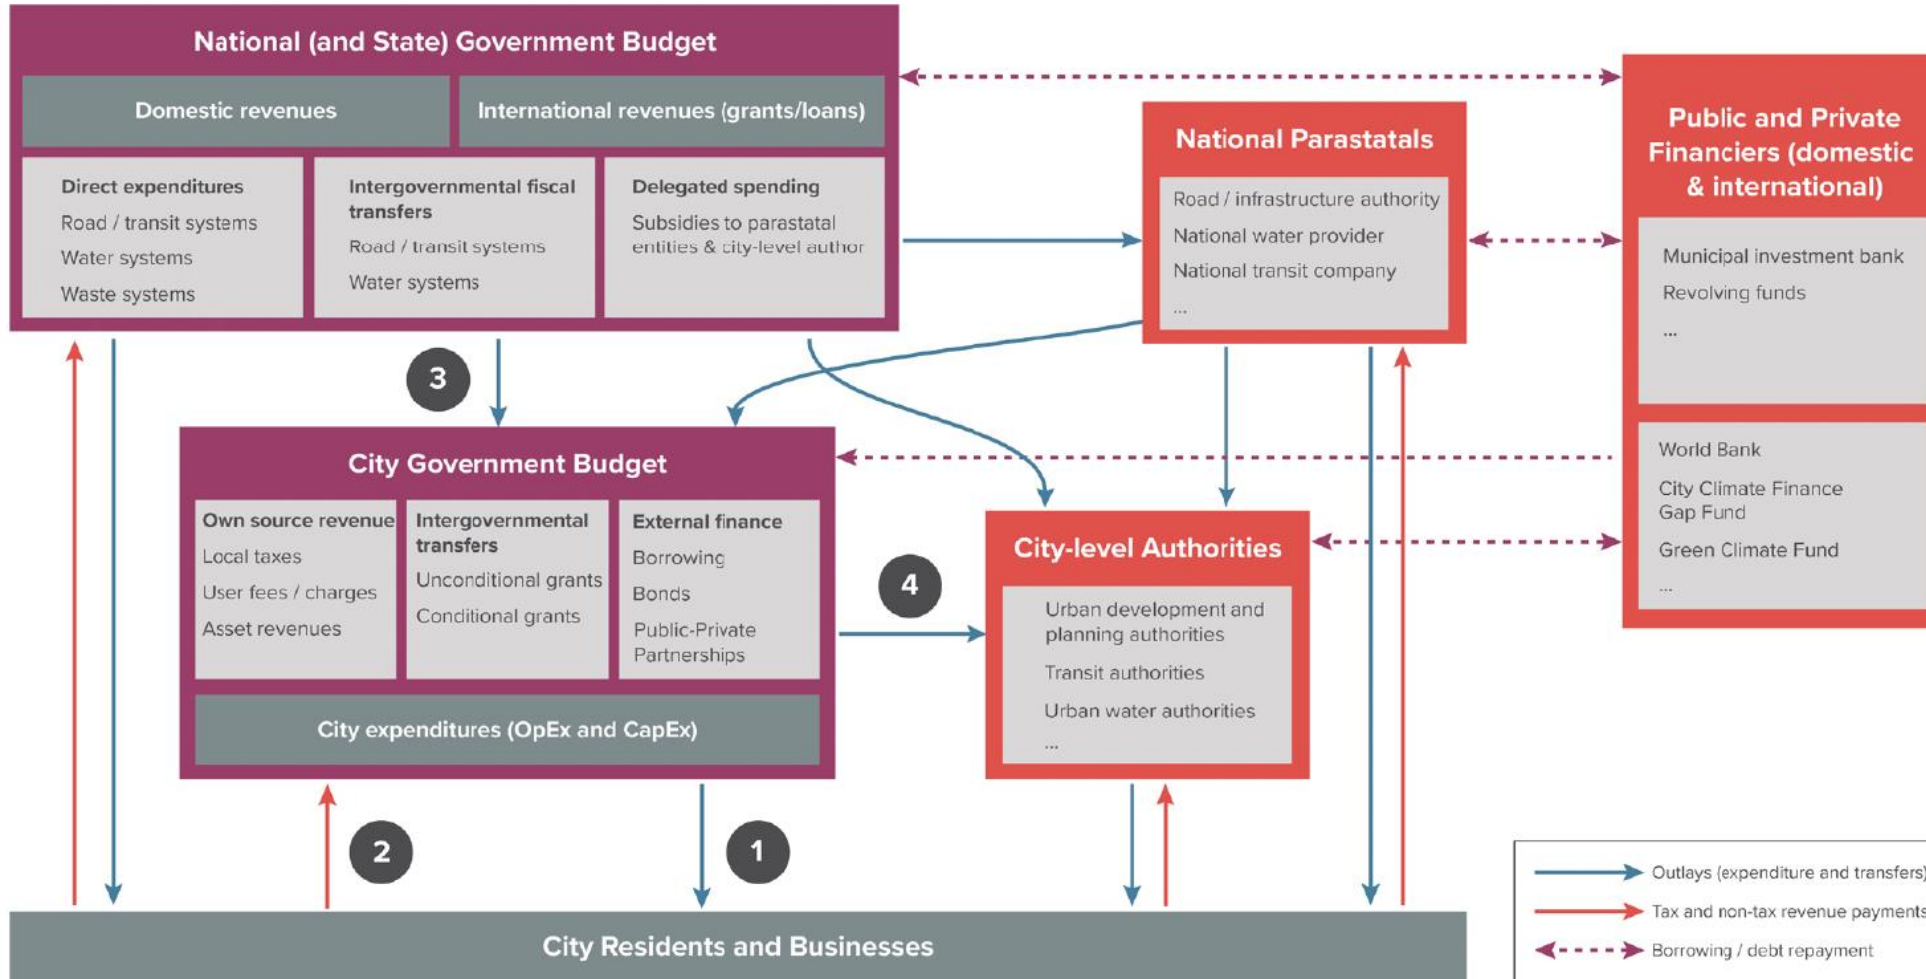 National (and State) Government Budget
Domestic revenues
International revenues (grants/loans)
Direct expenditures
Road / transit systems
Water systems
Waste systems
Intergovernmental fiscal
transfers
Road / transit systems
Water systems
Delegated spending
Subsidies to parastatal
entities & city-level author
National Parastatals
Road / infrastructure authority
National water provider
National transit company
...
Public and Private
Financiers (domestic
& international)
Municipal investment bank
Revolving funds
...
World Bank
City Climate Finance
Gap Fund
Green Climate Fund
...
3
City Government Budget
Own source revenue
Local taxes
User fees / charges
Asset revenues
Intergovernmental
transfers
Unconditional grants
Conditional grants
External finance
Borrowing
Bonds
Public-Private
Partnerships
City expenditures (OpEx and CapEx)
4
City-level Authorities
Urban development and
planning authorities
Transit authorities
Urban water authorities
...
2
1
City Residents and Businesses
Outlays (expenditure and transfers)
Tax and non-tax revenue payments
Borrowing / debt repayment